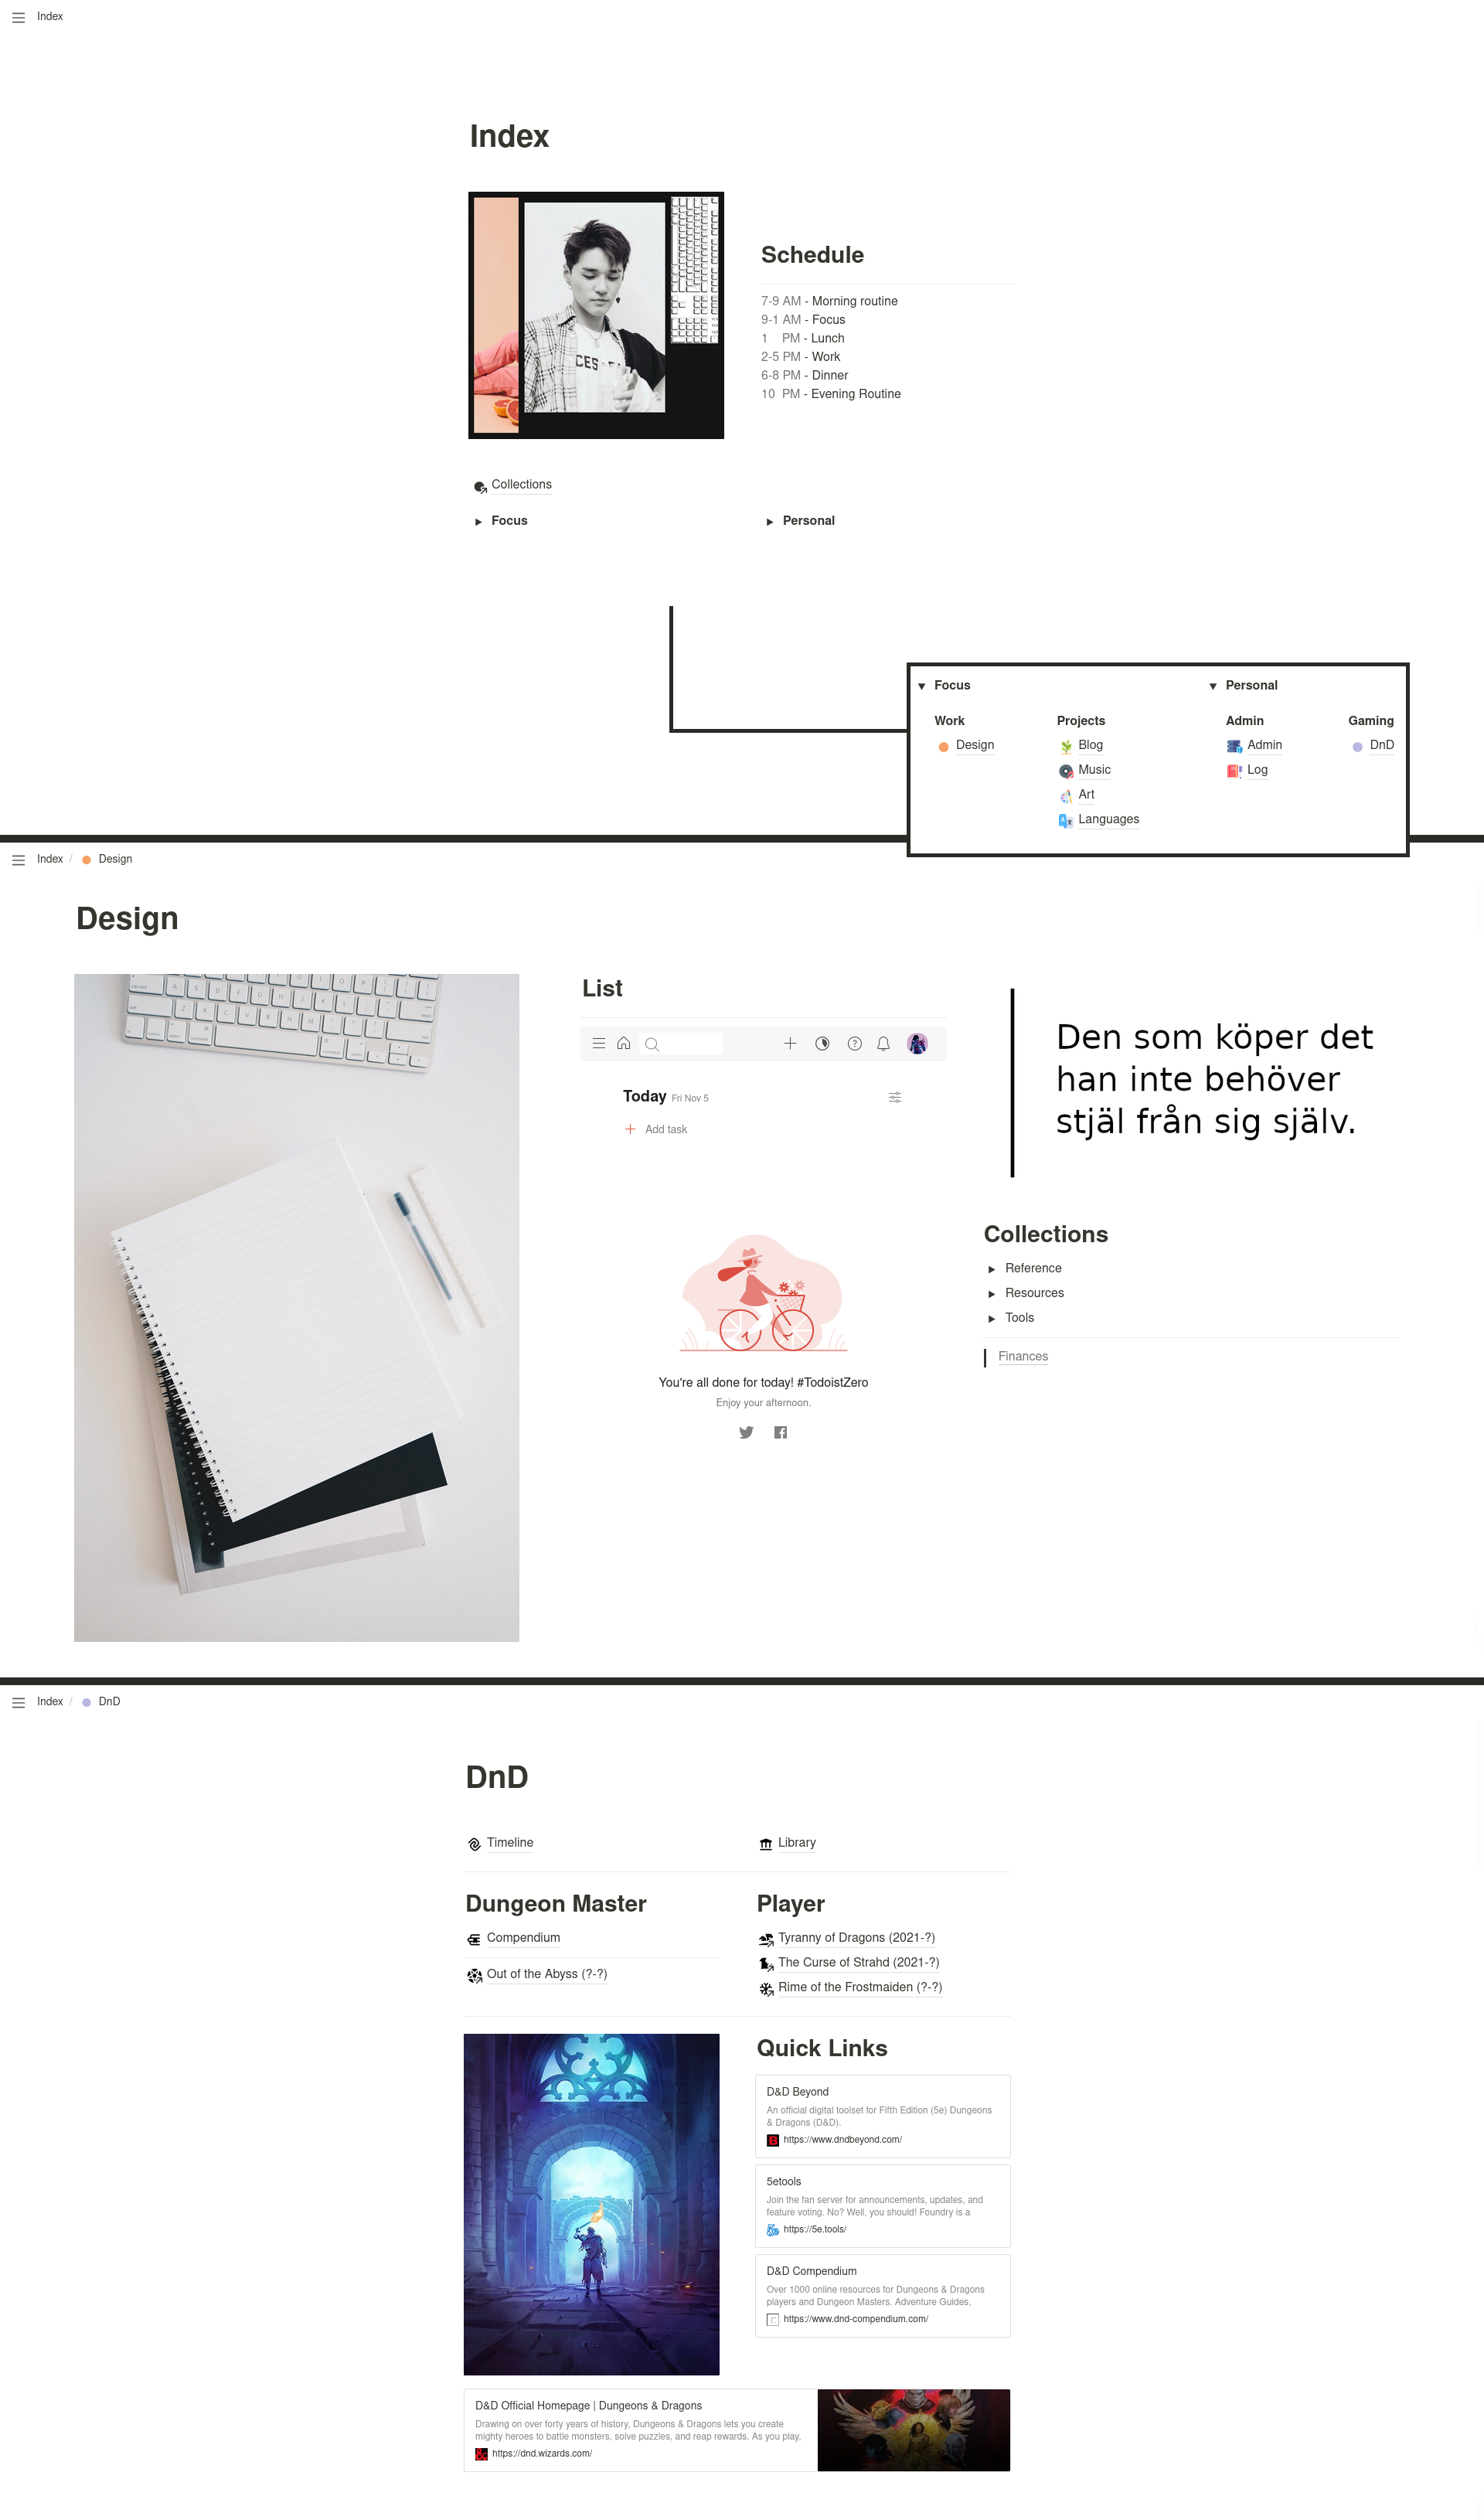 Index
Index
CES
Schedule
7-9 AM - Morning routine
9-1 AM - Focus
1 PM - Lunch
2-5 PM - Work
6-8 PM - Dinner
10 PM - Evening Routine
Collections
Focus
Personal
Focus
Personal
Work
Projects
Admin
Gaming
Design
Blog
Admin
DnD
Music
Log
Art
Languages
Index / Design
Design
List
Today Fri Nov 5
Add task
You're all done for today! #TodoistZero
Enjoy your afternoon.
Den som köper det
han inte behöver
stjäl från sig själv.
Collections
Reference
Resources
Tools
Finances
Index / DnD
DnD
Timeline
Library
Dungeon Master
Compendium
Out of the Abyss (?-?)
Player
Tyranny of Dragons (2021-?)
The Curse of Strahd (2021-?)
Rime of the Frostmaiden (?-?)
Quick Links
D&D Beyond
An official digital toolset for Fifth Edition (5e) Dungeons
& Dragons (D&D).
https://www.dndbeyond.com/
5etools
Join the fan server for announcements, updates, and
feature voting. No? Well, you should! Foundry is a
https://5e.tools/
D&D Compendium
Over 1000 online resources for Dungeons & Dragons
players and Dungeon Masters. Adventure Guides,
https://www.dnd-compendium.com/
D&D Official Homepage | Dungeons & Dragons
Drawing on over forty years of history, Dungeons & Dragons lets you create
mighty heroes to battle monsters, solve puzzles, and reap rewards. As you play,
https://dnd.wizards.com/